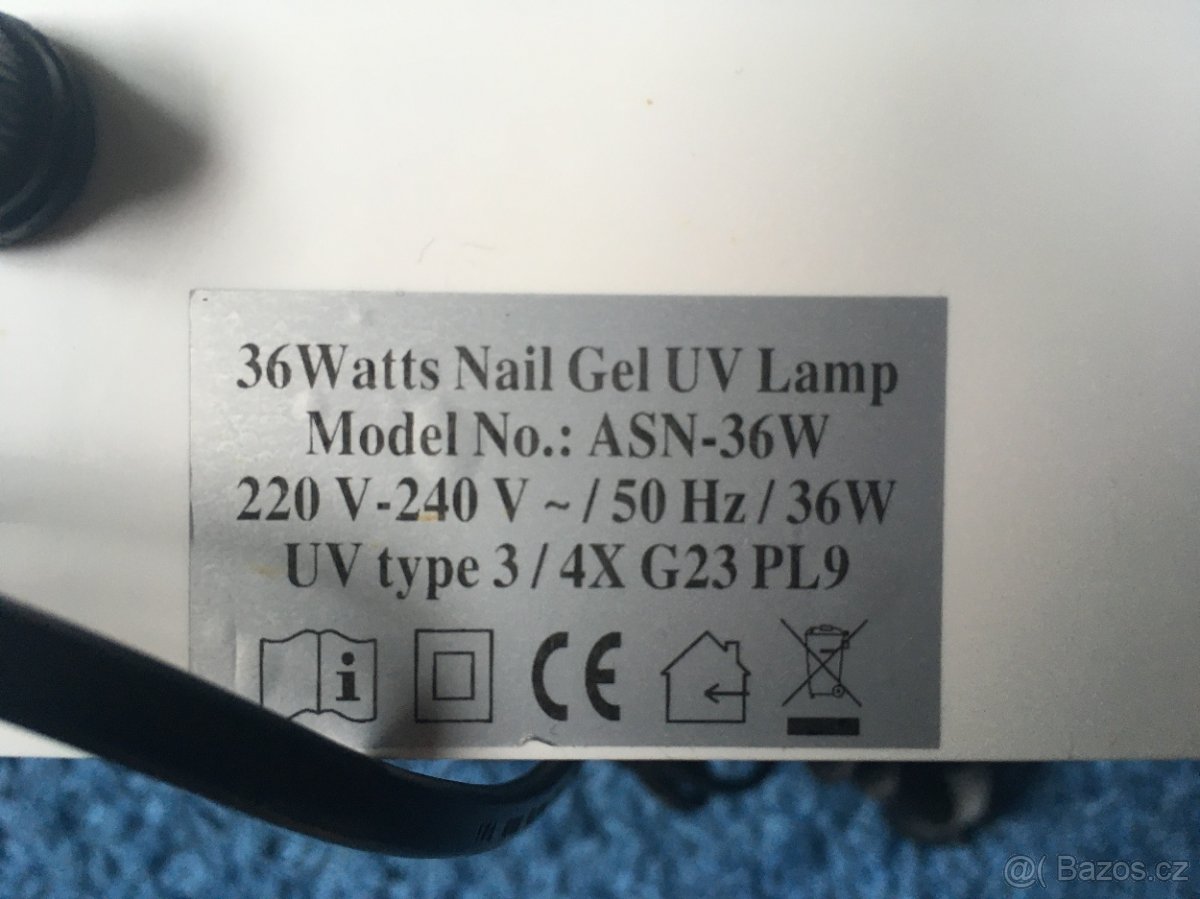 36Watts Nail Gel UV Lamp
Model No.: ASN-36W
220 V-240 V ~ / 50 Hz / 36W
UV type 3 / 4X G23 PL9
i
CE
@( Bazos.cz